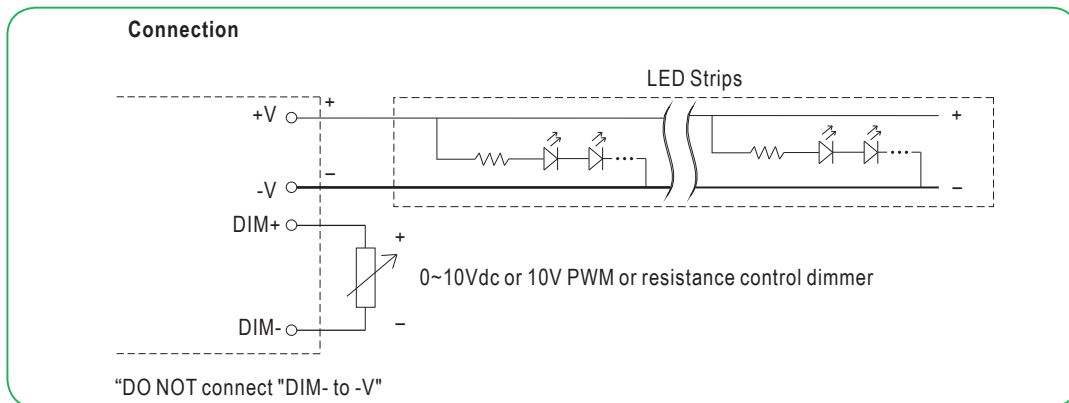 Connection
LED Strips
+V + +
-V – –
DIM+
+
0~10Vdc or 10V PWM or resistance control dimmer
DIM- –
“DO NOT connect "DIM- to -V"